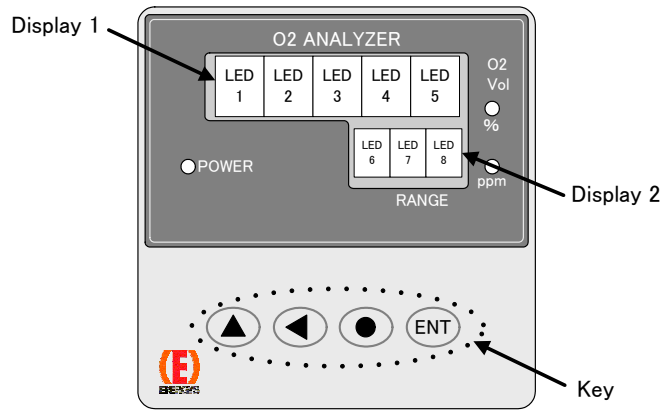 Display 1
O2 ANALYZER
LED 1
LED 2
LED 3
LED 4
LED 5
O2
Vol
%
LED 6
LED 7
LED 8
POWER
ppm
RANGE
Display 2
ENT
(E)
Key